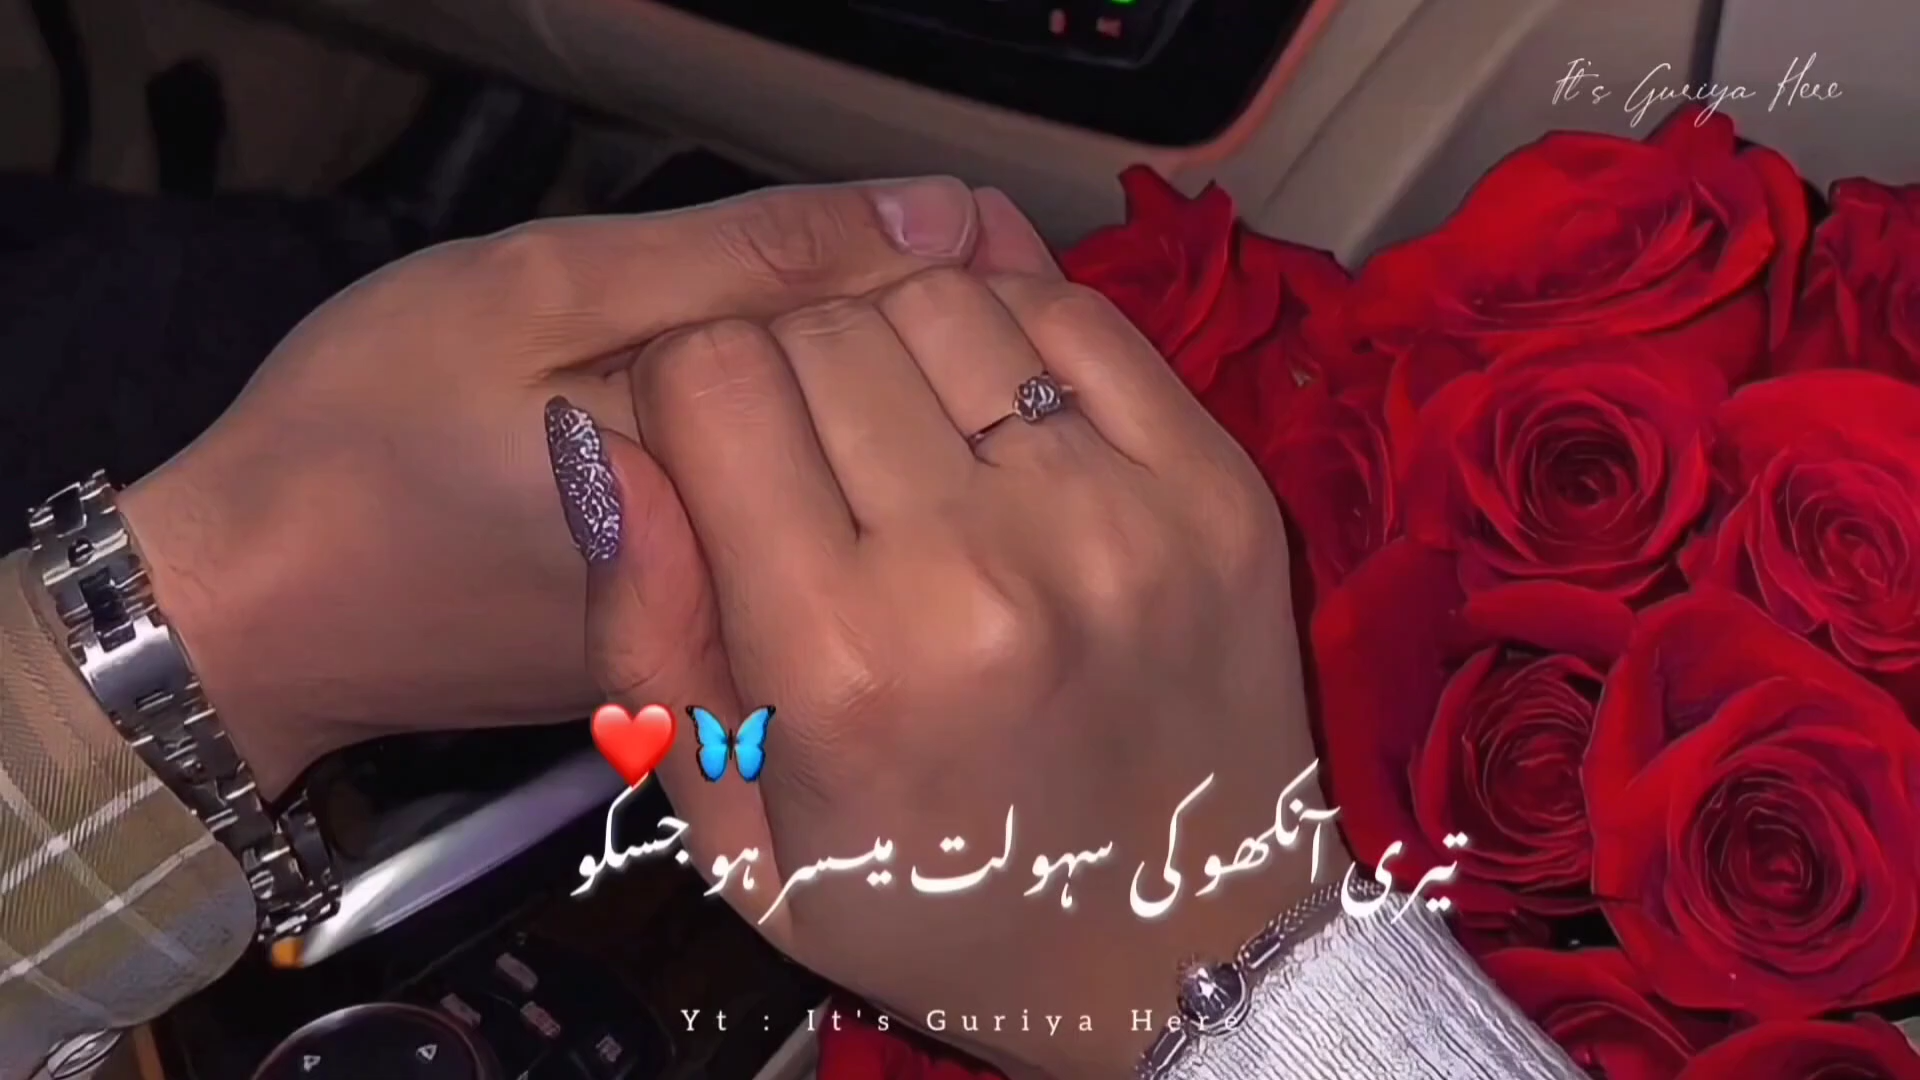 It's Guriya Here
❤️🦋
تیری آنکھو کی سہولت میسر ہو جسکو
Yt : It's Guriya Here